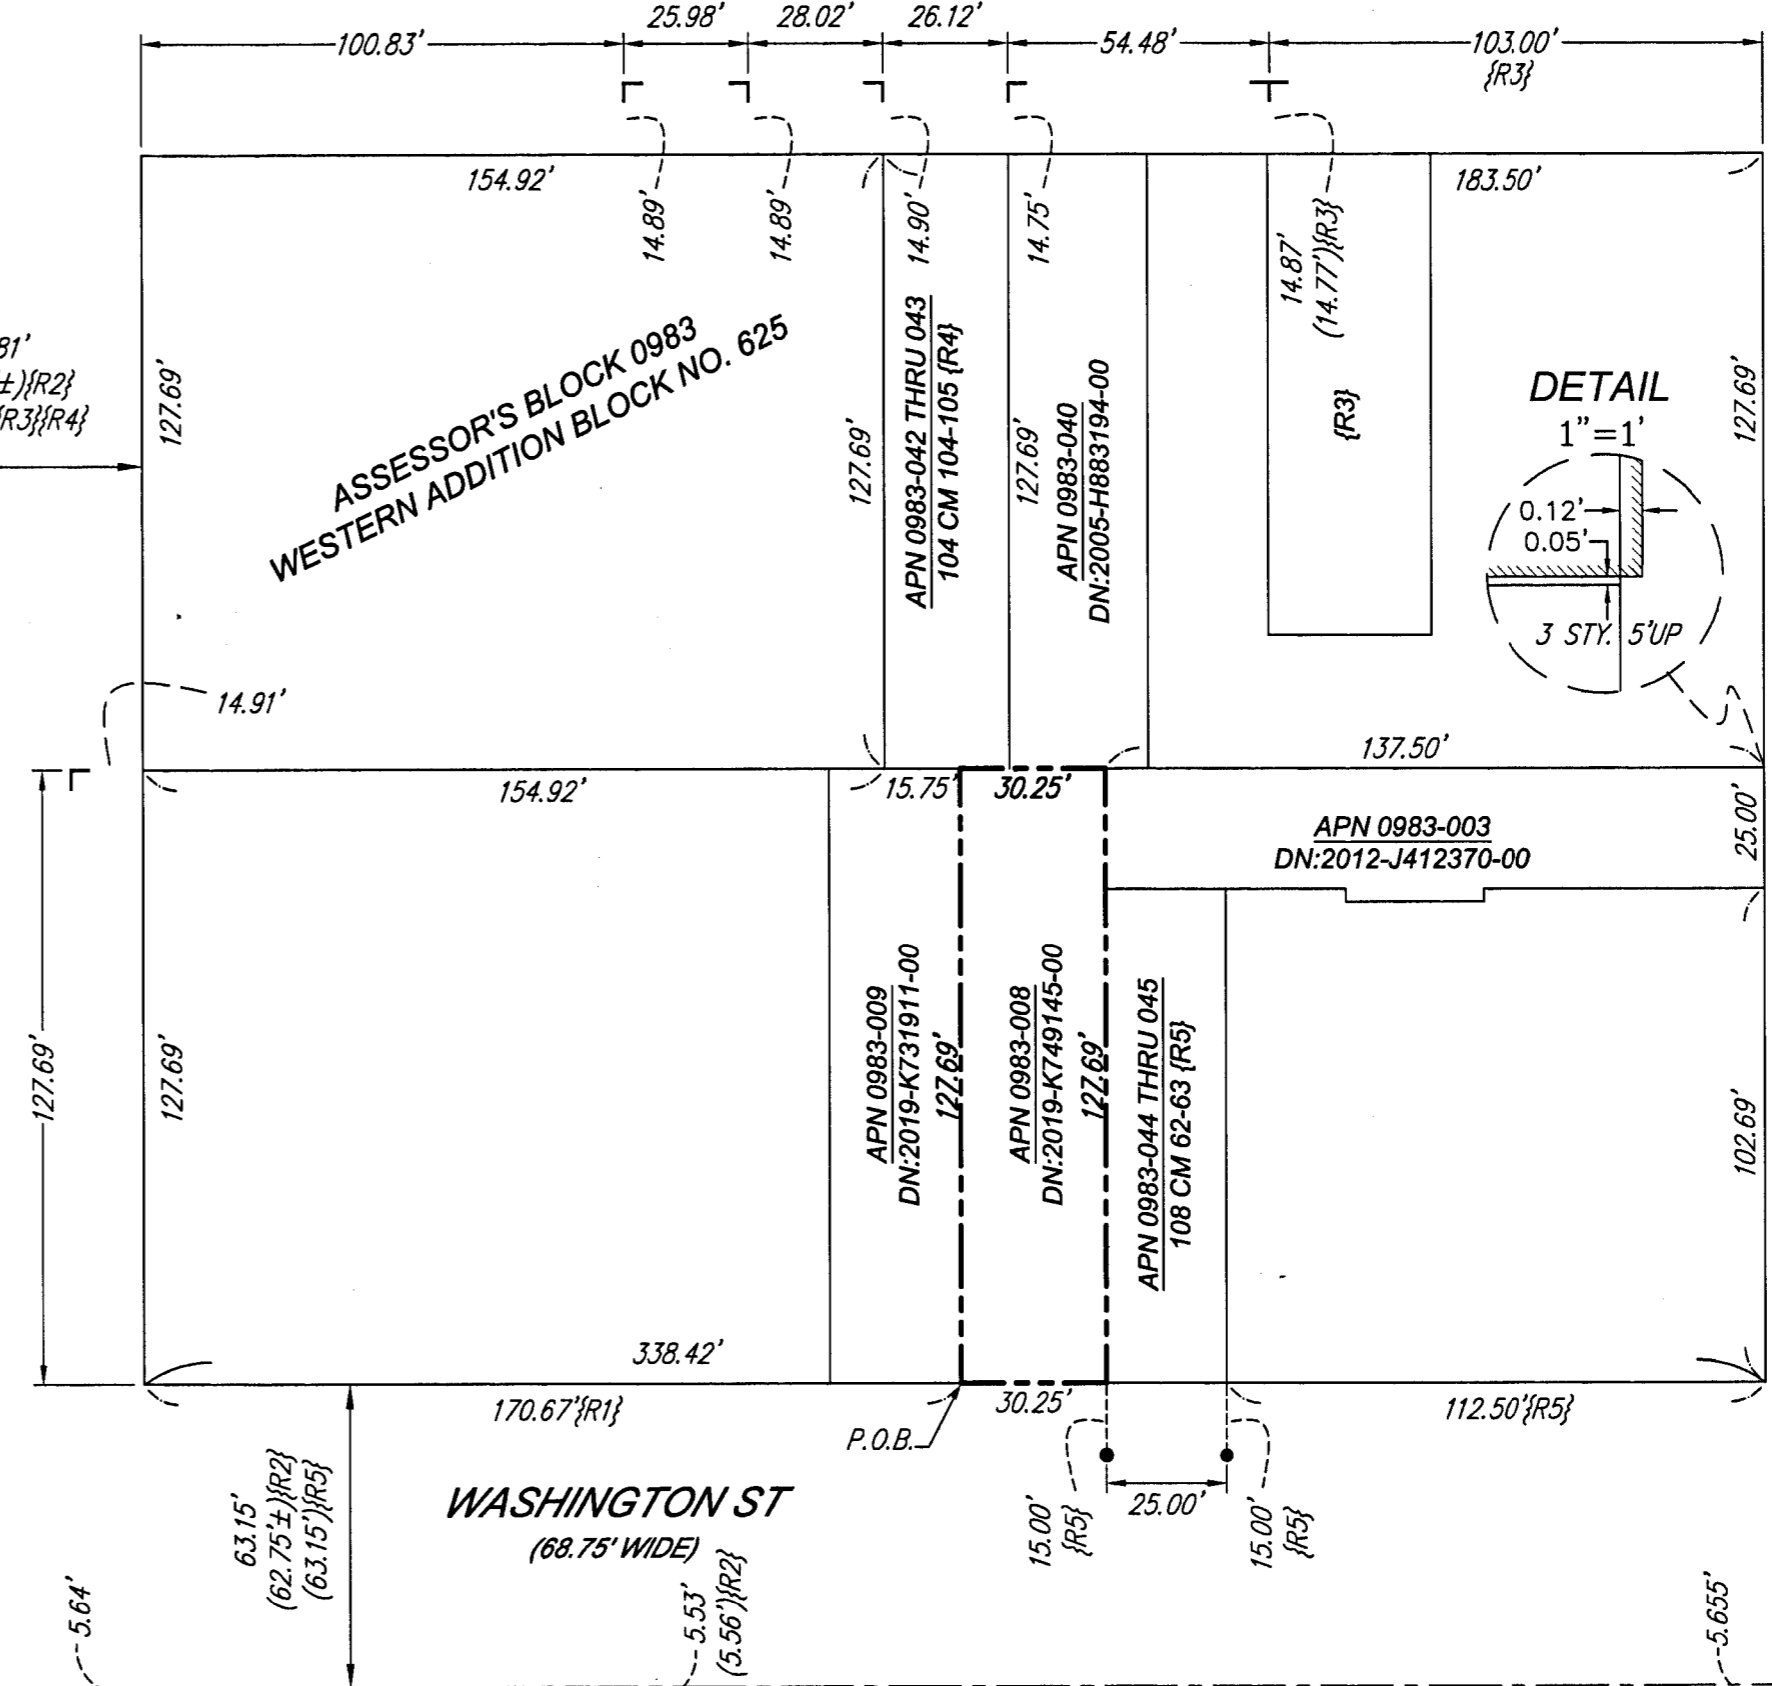 25.98' 28.02' 26.12'
100.83' 54.48' 103.00'
{R3}
154.92' 183.50'
14.89' 14.89' 14.90' 14.75' 14.87'
(14.77'){R3}
81'
±){R2}
{R3}{R4}
127.69'
ASSESSOR'S BLOCK 0983
WESTERN ADDITION BLOCK NO. 625
127.69'
APN 0983-042 THRU 043
104 CM 104-105 {R4}
127.69'
APN 0983-040
DN:2005-H883194-00
{R3}
127.69'
DETAIL
1"=1'
0.12'
0.05'
3 STY. 5'UP
14.91'
137.50'
154.92' 15.75' 30.25'
APN 0983-003
DN:2012-J412370-00
25.00'
127.69'
127.69'
APN 0983-009
DN:2019-K731911-00
127.69'
APN 0983-008
DN:2019-K749145-00
127.69'
APN 0983-044 THRU 045
108 CM 62-63 {R5}
102.69'
338.42'
170.67'{R1} 30.25' 112.50'{R5}
P.O.B.
63.15'
(62.75'±){R2}
(63.15'){R5}
WASHINGTON ST
(68.75' WIDE)
15.00'
{R5}
25.00'
15.00'
{R5}
5.64'
5.53'
(5.56'){R2}
5.655'